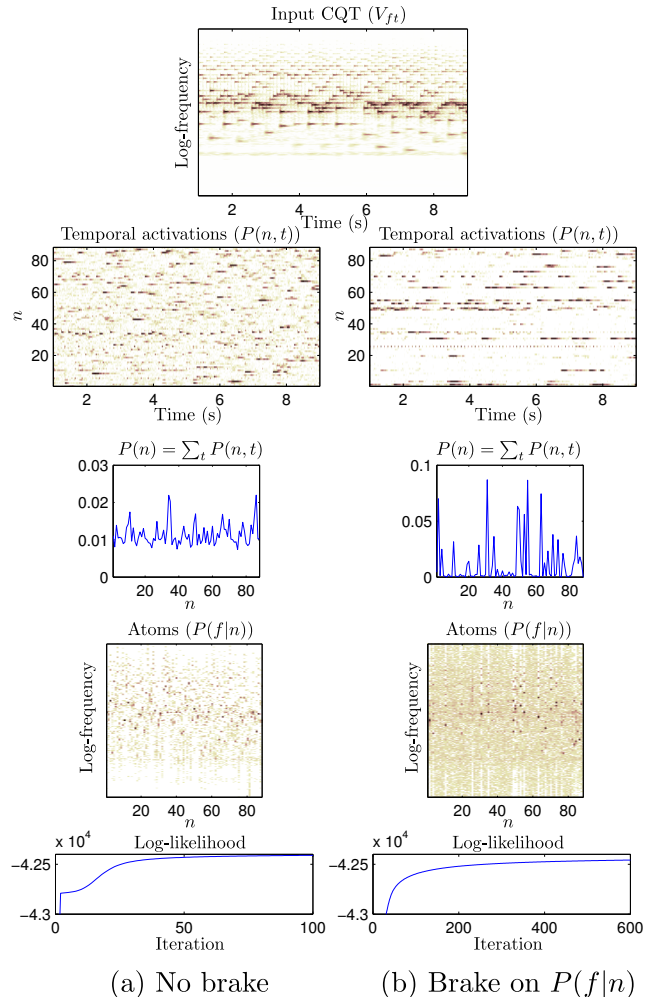 Input CQT (V_ft)
Log-frequency
2 4 6 8
Time (s)
Temporal activations (P(n, t))
n
80
60
40
20
2 4 6 8
Time (s)
Temporal activations (P(n, t))
80
60
40
20
2 4 6 8
Time (s)
P(n) = ∑_t P(n, t)
0.03
0.02
0.01
0
20 40 60 80
n
P(n) = ∑_t P(n, t)
0.1
0.05
0
20 40 60 80
n
Atoms (P(f|n))
Log-frequency
20 40 60 80
n
Atoms (P(f|n))
Log-frequency
20 40 60 80
n
x 10^4
Log-likelihood
−4.25
−4.3
0 50 100
Iteration
x 10^4
Log-likelihood
−4.25
−4.3
0 200 400 600
Iteration
(a) No brake
(b) Brake on P(f|n)